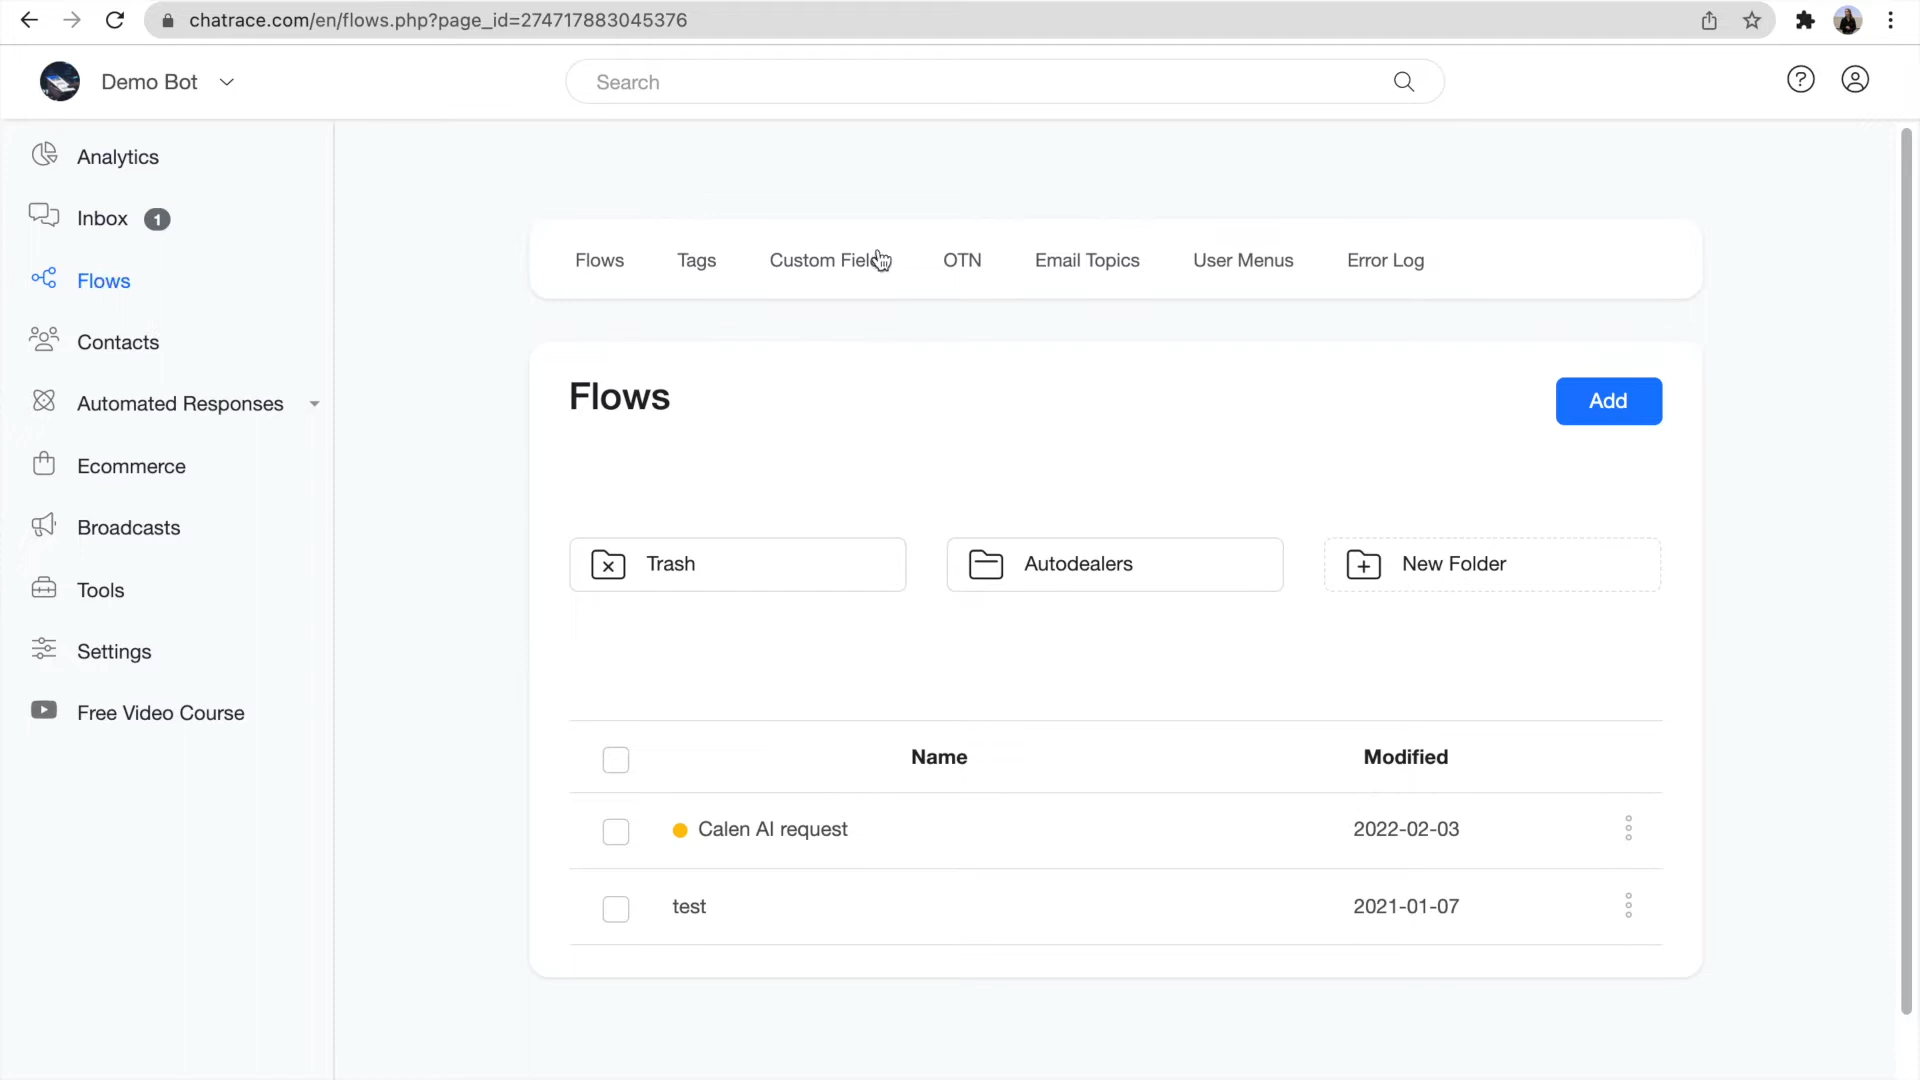 chatrace.com/en/flows.php?page_id=274717883045376
Demo Bot
Search
Analytics
Inbox 1
Flows
Contacts
Automated Responses
Ecommerce
Broadcasts
Tools
Settings
Free Video Course
Flows Tags Custom Fields OTN Email Topics User Menus Error Log
Flows
Add
Trash Autodealers New Folder
Name Modified
Calen AI request 2022-02-03
test 2021-01-07